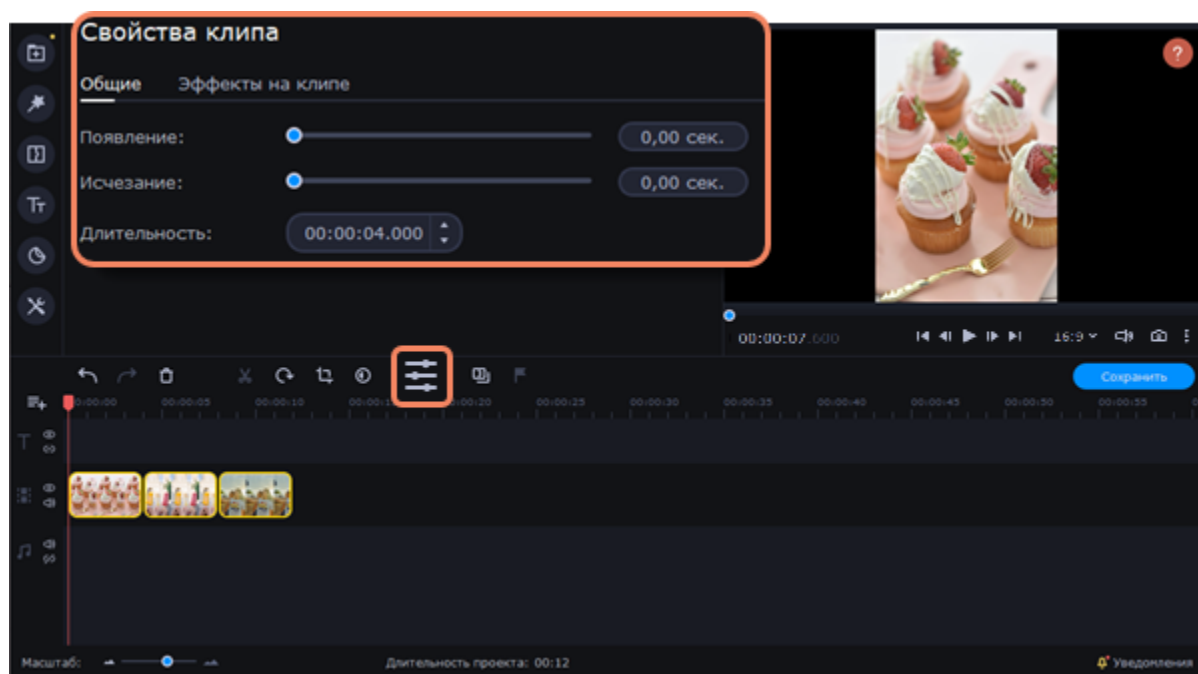 Свойства клипа
Общие Эффекты на клипе
?
Появление: 0,00 сек.
Исчезание: 0,00 сек.
Tт
Длительность: 00:00:04.000
00:00:07.600 16:9
Сохранить
00:00:00 00:00:05 00:00:10 00:00:20 00:00:25 00:00:30 00:00:35 00:00:40 00:00:45 00:00:50 00:00:55
T
Масштаб: Длительность проекта: 00:12 Уведомления